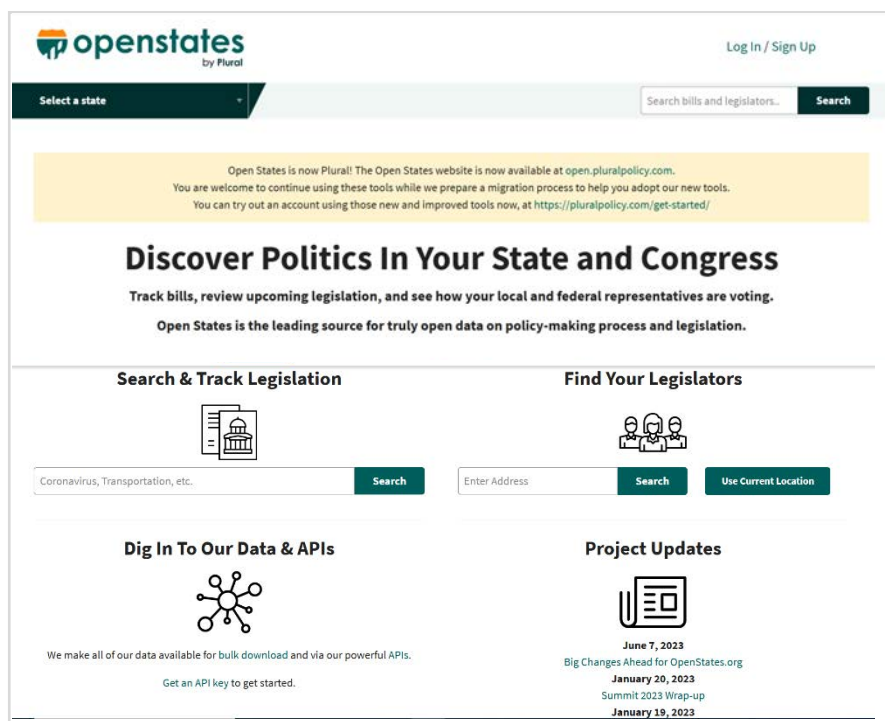 openstates
by Plural
Log In / Sign Up
Select a state
Search bills and legislators..
Search
Open States is now Plural! The Open States website is now available at open.pluralpolicy.com.
You are welcome to continue using these tools while we prepare a migration process to help you adopt our new tools.
You can try out an account using those new and improved tools now, at https://pluralpolicy.com/get-started/
Discover Politics In Your State and Congress
Track bills, review upcoming legislation, and see how your local and federal representatives are voting.
Open States is the leading source for truly open data on policy-making process and legislation.
Search & Track Legislation
Coronavirus, Transportation, etc.
Search
Find Your Legislators
Enter Address
Search
Use Current Location
Dig In To Our Data & APIs
We make all of our data available for bulk download and via our powerful APIs.
Get an API key to get started.
Project Updates
June 7, 2023
Big Changes Ahead for OpenStates.org
January 20, 2023
Summit 2023 Wrap-up
January 19, 2023